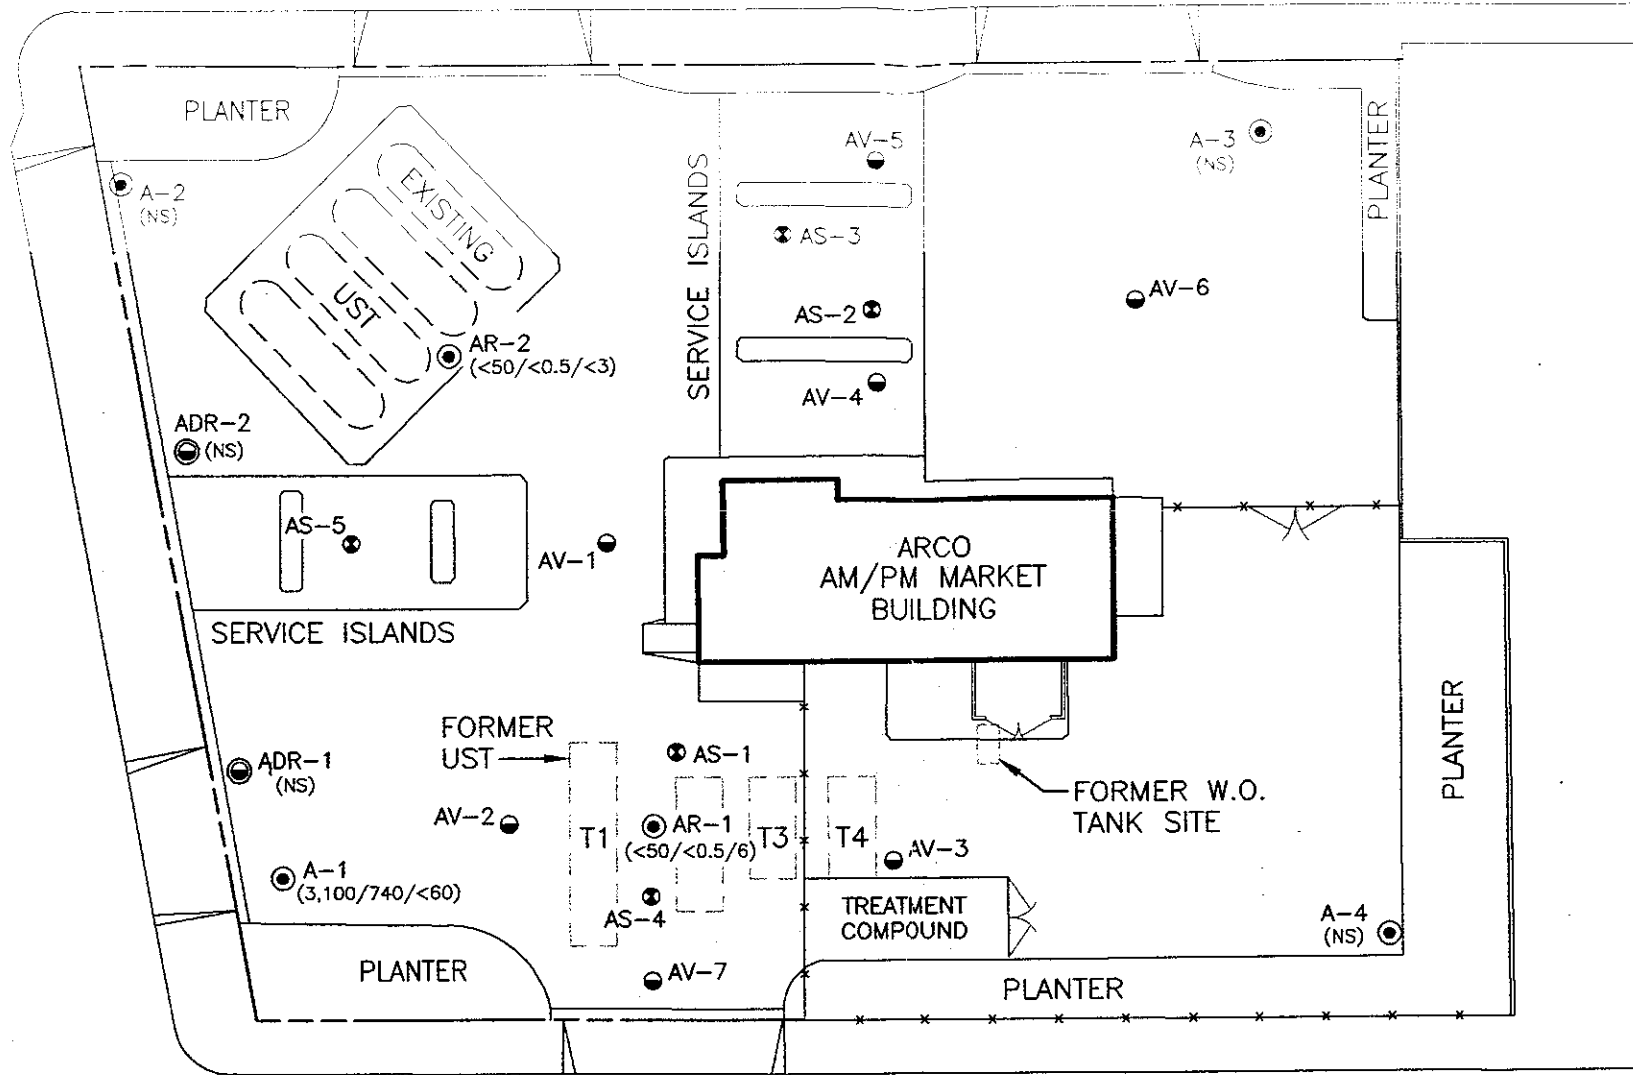 PLANTER
A-2
(NS)
EXISTING
UST
AR-2
(<50/<0.5/<3)
ADR-2
(NS)
SERVICE ISLANDS
AV-5
AS-3
AS-2
AV-4
A-3
(NS)
PLANTER
AV-6
AS-5
AV-1
SERVICE ISLANDS
ARCO
AM/PM MARKET
BUILDING
FORMER
UST
AS-1
ADR-1
(NS)
AV-2
T1
AR-1
(<50/<0.5/6)
T3
T4
AV-3
FORMER W.O.
TANK SITE
PLANTER
A-1
(3,100/740/<60)
AS-4
TREATMENT
COMPOUND
A-4
(NS)
PLANTER
AV-7
PLANTER